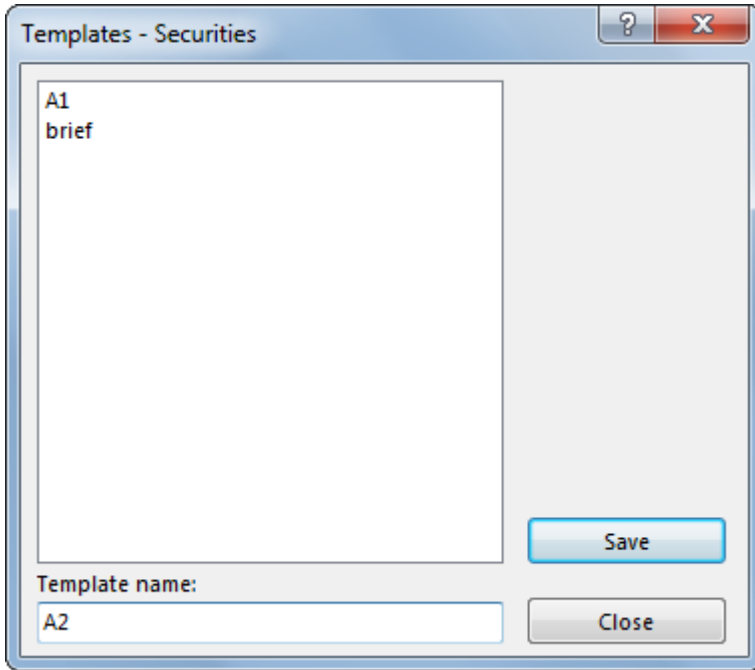 Templates - Securities
?
A1
brief
Save
Template name:
A2
Close